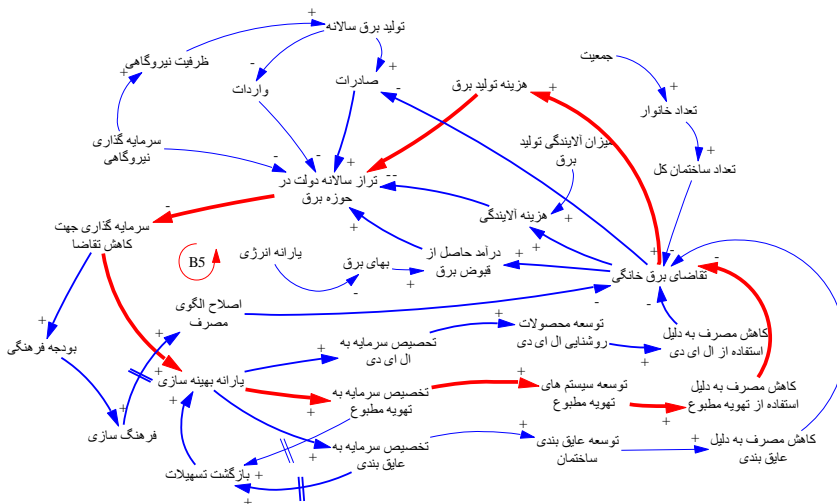 تولید برق سالانه
جمعیت
ظرفیت نیروگاهی
واردات
صادرات
هزینه تولید برق
تعداد خانوار
سرمایه گذاری
نیروگاهی
میزان آلایندگی تولید
برق
تعداد ساختمان کل
تراز سالانه دولت در
حوزه برق
هزینه آلایندگی
سرمایه گذاری جهت
کاهش تقاضا
B5
یارانه انرژی
بهای برق
درآمد حاصل از
قبوض برق
تقاضای برق خانگی
اصلاح الگوی
مصرف
بودجه فرهنگی
تخصیص سرمایه به
ال ای دی
توسعه محصولات
روشنایی ال ای دی
کاهش مصرف به دلیل
استفاده از ال ای دی
یارانه بهینه سازی
تخصیص سرمایه به
تهویه مطبوع
توسعه سیستم های
تهویه مطبوع
کاهش مصرف به دلیل
استفاده از تهویه مطبوع
فرهنگ سازی
بازگشت تسهیلات
تخصیص سرمایه به
عایق بندی
توسعه عایق بندی
ساختمان
کاهش مصرف به دلیل
عایق بندی